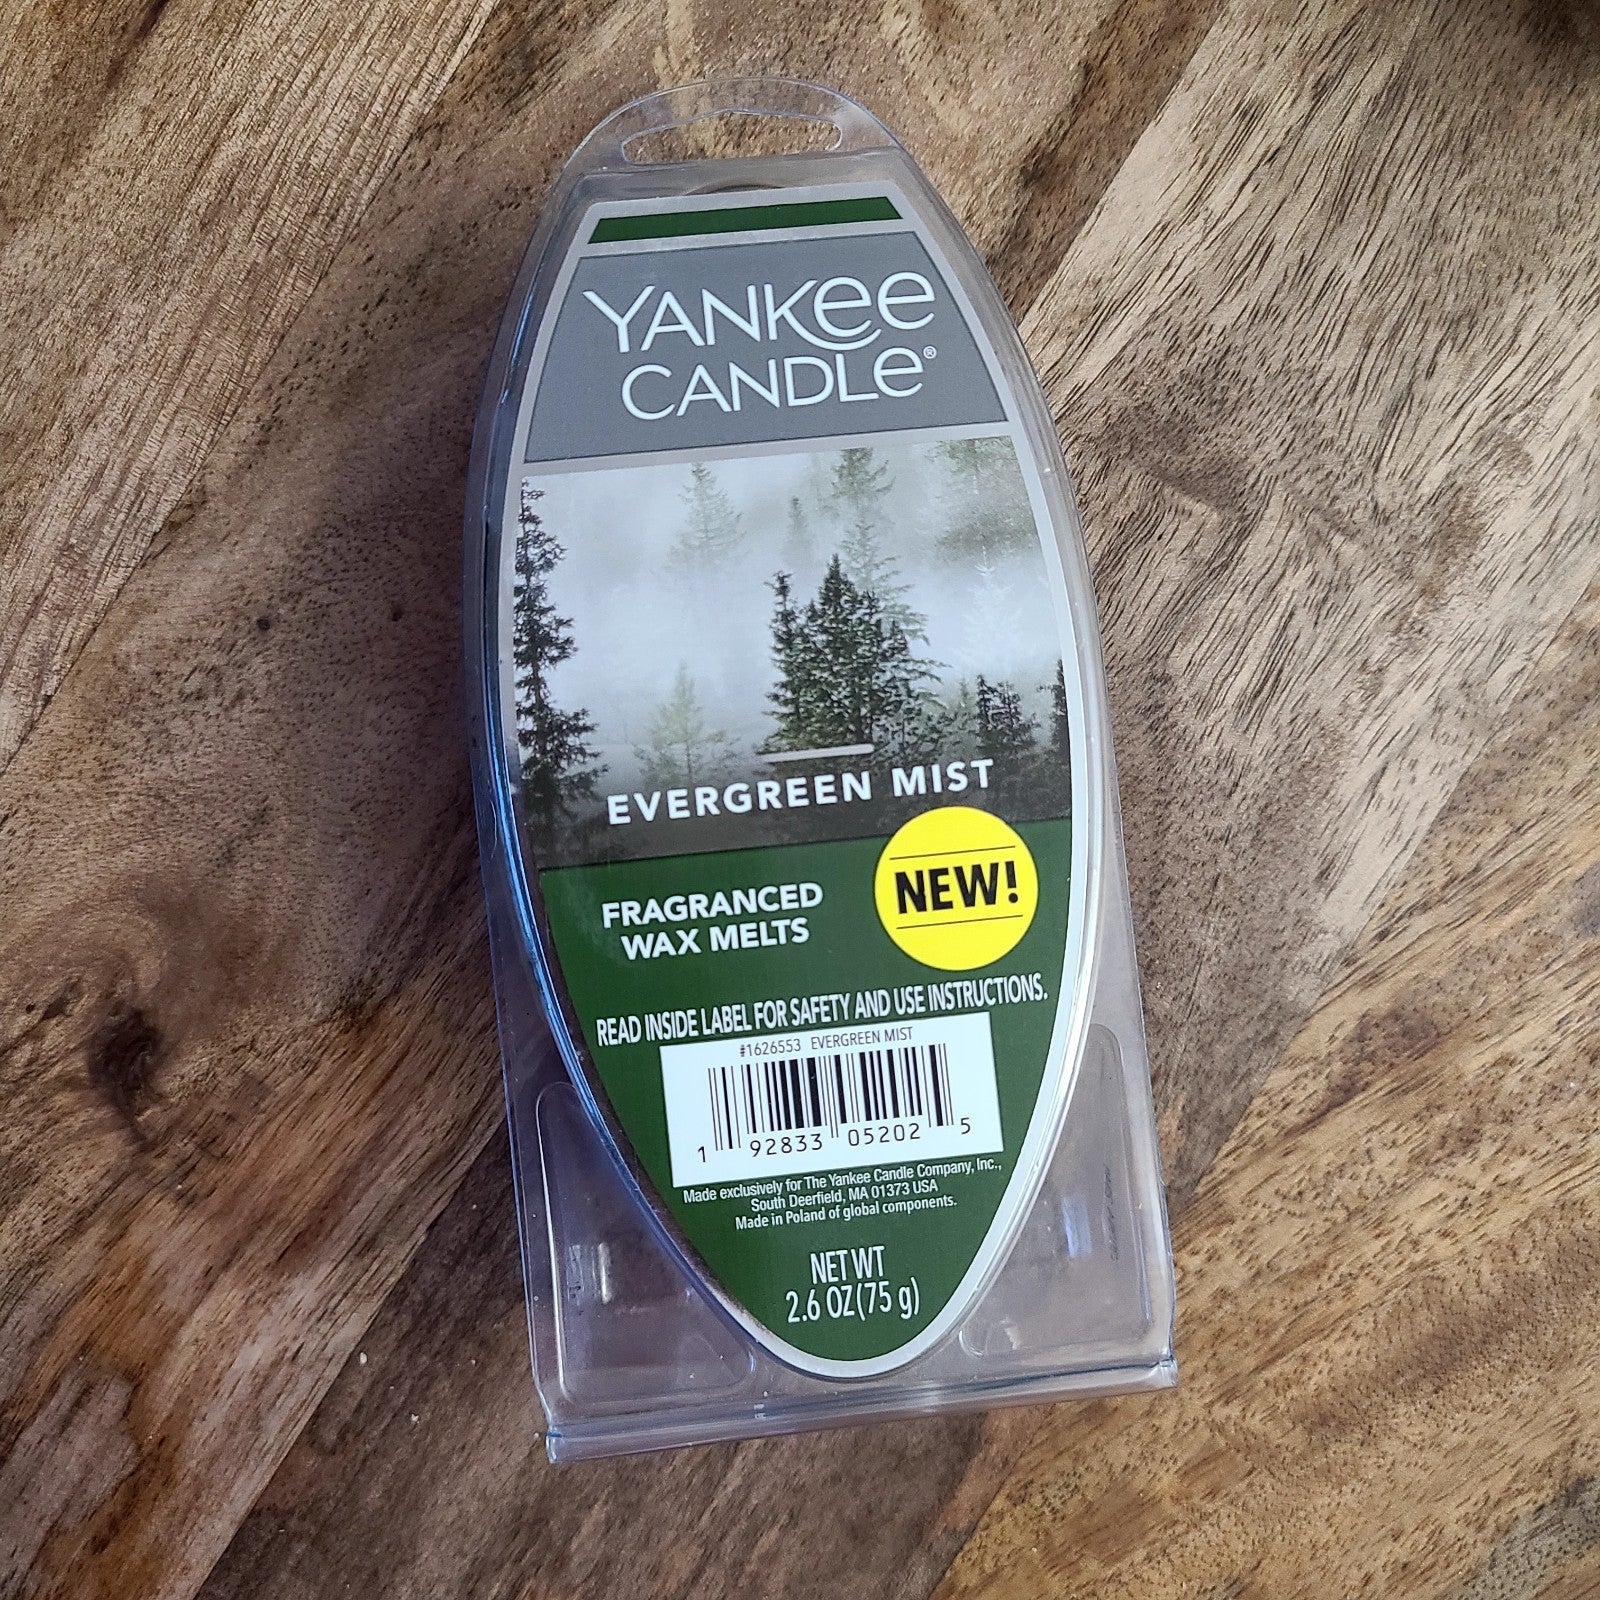 YANKEE
CANDLE®
EVERGREEN MIST
NEW!
FRAGRANCED
WAX MELTS
READ INSIDE LABEL FOR SAFETY AND USE INSTRUCTIONS.
#1626553 EVERGREEN MIST
1 92833 05202 5
Made exclusively for The Yankee Candle Company, Inc.,
South Deerfield, MA 01373 USA
Made in Poland of global components.
NET WT
2.6 OZ (75 g)